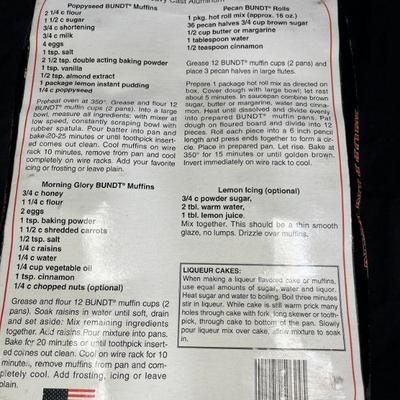 Cast Aluminum
Poppyseed BUNDT® Muffins
2 1/4 c flour
1 1/2 c sugar
3/4 c shortening
3/4 c milk
4 eggs
1 tsp. salt
2 1/2 tsp. double acting baking powder
1 tsp. vanilla
1/2 tsp. almond extract
1 package lemon instant pudding
1/4 c poppyseed
Preheat oven at 350°. Grease and flour 12
BUNDT® muffin cups (2 pans). Into a large
bowl, measure all ingredients: with mixer at
low speed, constantly scraping bowl with
rubber spatula. Pour batter into pan and
bake-20-25 minutes or until toothpick insert-
ed comes out clean. Cool muffins on wire
rack 10 minutes, remove from pan and cool
completely on wire racks. Add your favorite
icing or frosting or leave plain.
Pecan BUNDT® Rolls
1 pkg. hot roll mix (approx. 16 oz.)
36 pecan halves 3/4 cup brown sugar
1/2 cup butter or margarine
1 tablespoon water
1/2 teaspoon cinnamon
Grease 12 BUNDT® muffin cups (2 pans) and
place 3 pecan halves in large flutes.
Prepare 1 package hot roll mix as directed on
box. Cover dough with large bowl; let rest
about 5 minutes. In saucepan combine brown
sugar, butter or margarine, water and cinna-
mon. Heat until dissolved and divide evenly
into prepared BUNDT® muffin pans. Pat
dough on floured board and divide into 12
pieces. Roll each piece into a 6 inch pencil
length and press ends together to form a cir-
cle. Place in prepared pan. Let rise. Bake at
350° for 15 minutes or until golden brown.
Invert immediately on wire rack to cool.
Morning Glory BUNDT® Muffins
3/4 c honey
1 1/4 c flour
2 eggs
1 tsp. baking powder
1 1/2 c shredded carrots
1/2 tsp. salt
1/4 c raisins
1/4 c water
1/4 cup vegetable oil
1 tsp. cinnamon
1/4 c chopped nuts (optional)
Grease and flour 12 BUNDT® muffin cups (2
pans). Soak raisins in water until soft, drain
and set aside: Mix remaining ingredients
together. Add raisins. Pour mixture into pans.
Bake for 20 minutes or until toothpick insert-
ed comes out clean. Cool on wire rack for 10
minutes, remove muffins from pan and com-
pletely cool. Add frosting, icing or leave
plain.
Lemon Icing (optional)
3/4 c powder sugar,
2 tbl. warm water,
1 tbl. lemon juice.
Mix together. This should be a thin smooth
glaze, no lumps. Drizzle over muffins.
LIQUEUR CAKES:
When making a liqueur flavored cake or muffins,
use equal amounts of sugar, water and liquor.
Heat sugar and water to boiling. Boil three minutes
stir in liqueur. While cake is still warm prick many
holes through cake with fork, long skewer or tooth-
pick, through cake to bottom of pan. Slowly
pour liqueur mix over cake, allow mixture to soak
in.